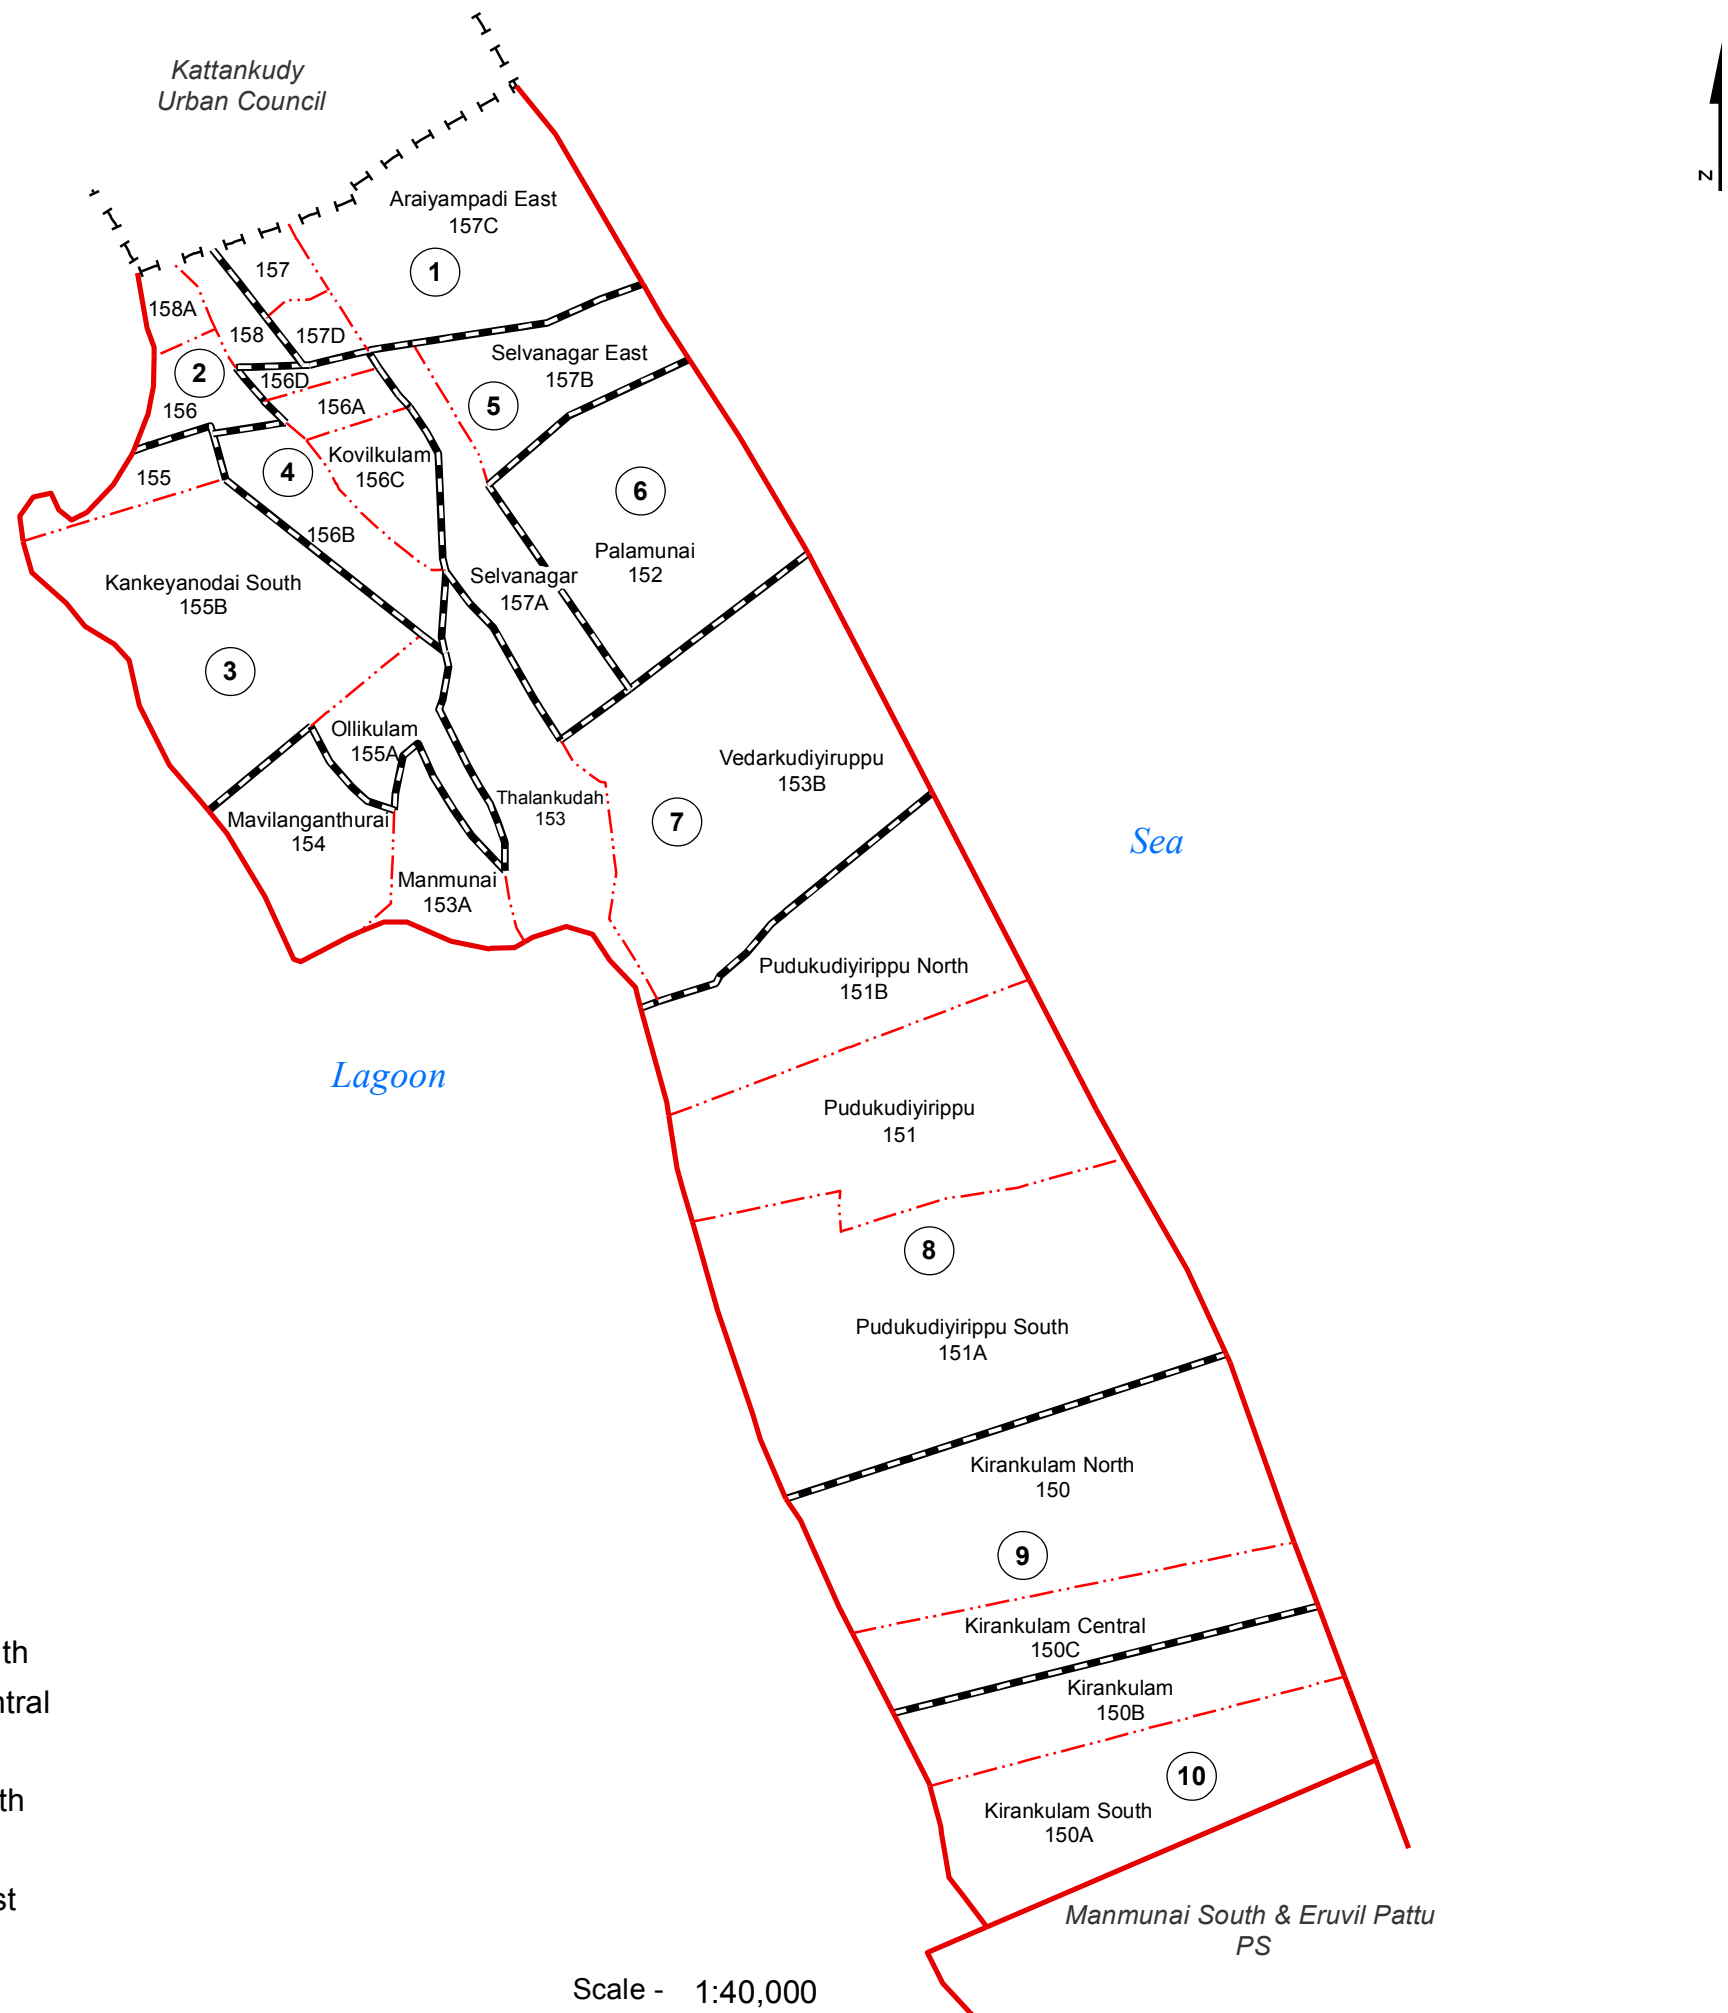 Kattankudy
Urban Council
Araiyampadi East
157C
1
157
158A
158
157D
2
156D
156
156A
Selvanagar East
157B
5
Kovilkulam
156C
4
155
6
156B
Palamunai
152
Kankeyanodai South
155B
Selvanagar
157A
3
Ollikulam
155A
Vedarkudiyiruppu
153B
Thalankudah
153
7
Mavilanganthurai
154
Sea
Manmunai
153A
Pudukudiyirippu North
151B
Lagoon
Pudukudiyirippu
151
8
Pudukudiyirippu South
151A
Kirankulam North
150
9
Kirankulam Central
150C
Kirankulam
150B
10
Kirankulam South
150A
Manmunai South & Eruvil Pattu
PS
th
ntral
th
st
Scale - 1:40,000
N